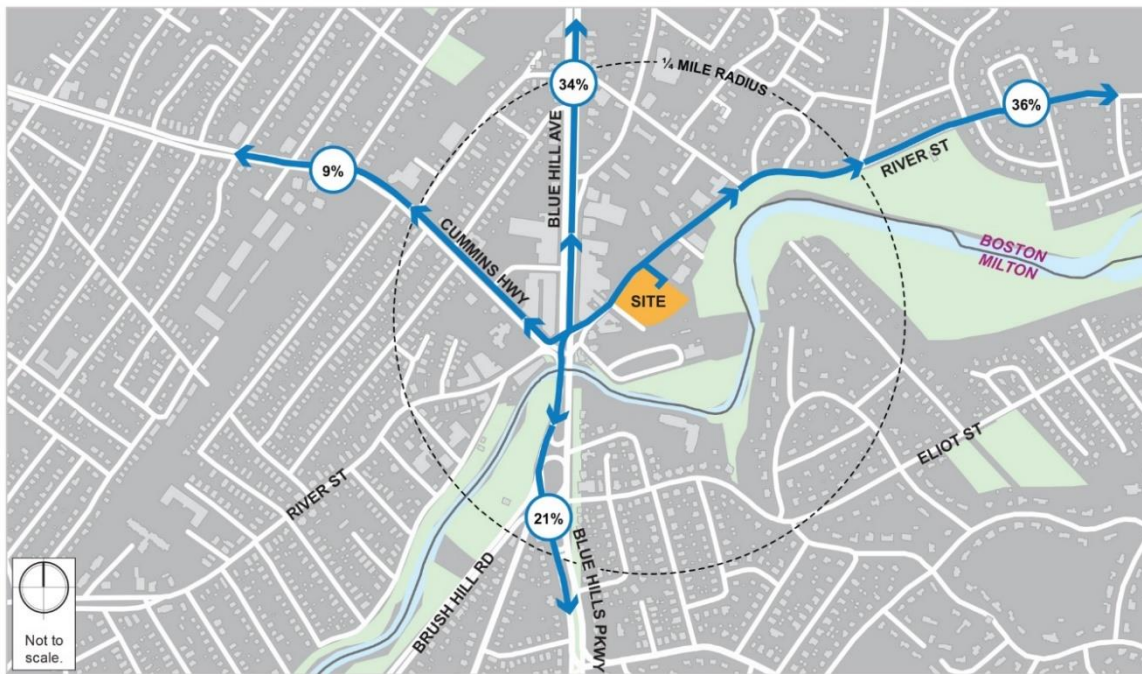 34%
¼ MILE RADIUS
36%
9%
BLUE HILL AVE
RIVER ST
CUMMINS HWY
BOSTON
MILTON
SITE
ELIOT ST
RIVER ST
21%
BLUE HILLS PKWY
BRUSH HILL RD
Not to
scale.